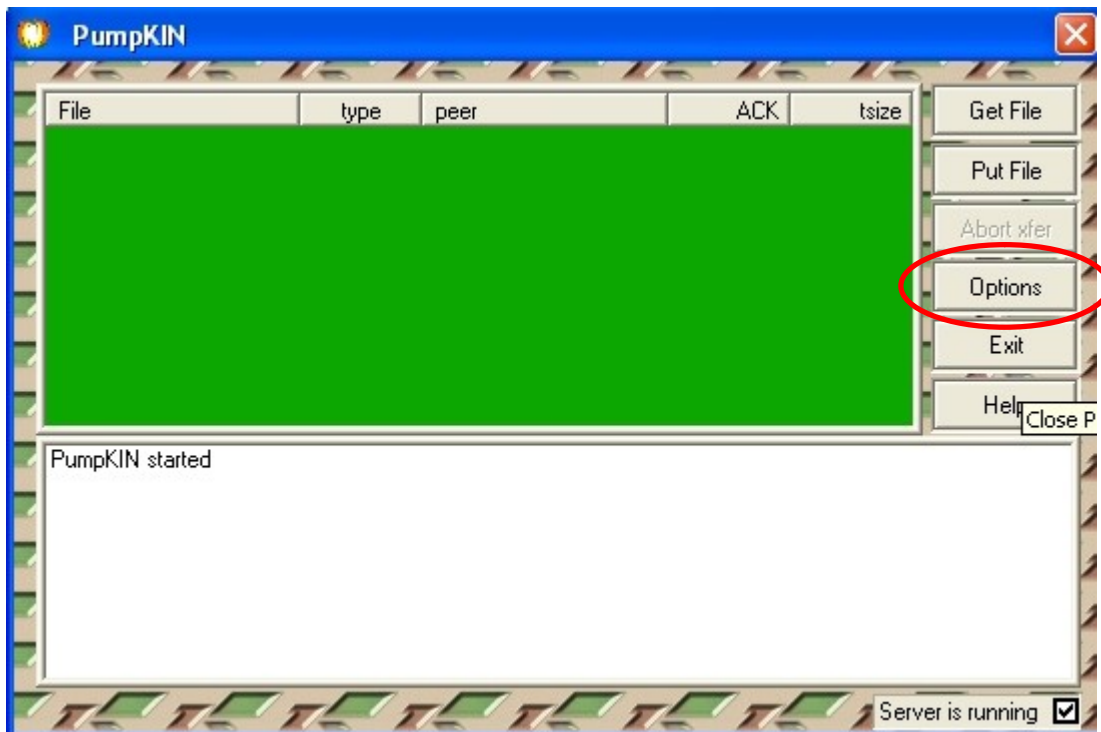 PumpKIN
File type peer ACK tsize
Get File
Put File
Abort xfer
Options
Exit
Help
Close P
PumpKIN started
Server is running